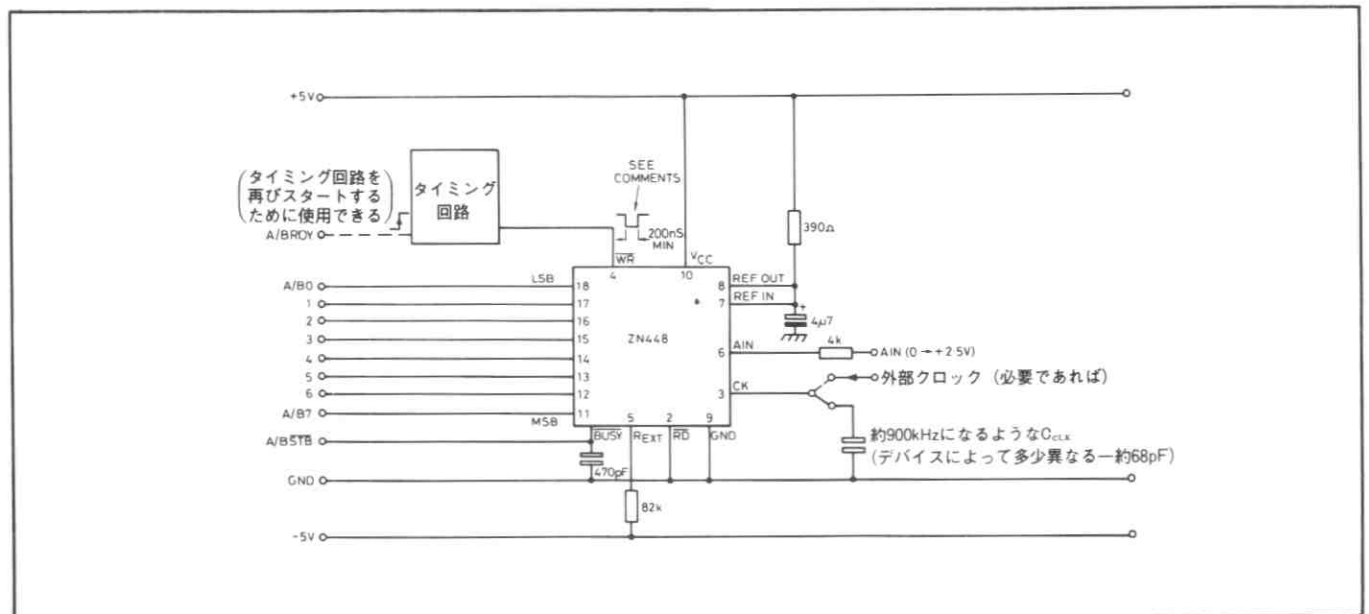 +5V
SEE
COMMENTS
(タイミング回路を
再びスタートする
ために使用できる)
タイミング
回路
A/BRDY
200nS
MIN
390Ω
WR
4
VCC
10
REF OUT
8
REF IN
7
+
4μ7
A/B0
LSB
18
1
17
2
16
3
15
ZN448
4
14
5
13
6
12
A/B7
MSB
11
AIN
6
4k
AIN (0→+2·5V)
CK
3
外部クロック (必要であれば)
A/BSTB
BUSY
5
REXT
2
RD
9
GND
470pF
約900kHzになるようなCCLK
(デバイスによって多少異なる一約68pF)
GND
82k
-5V